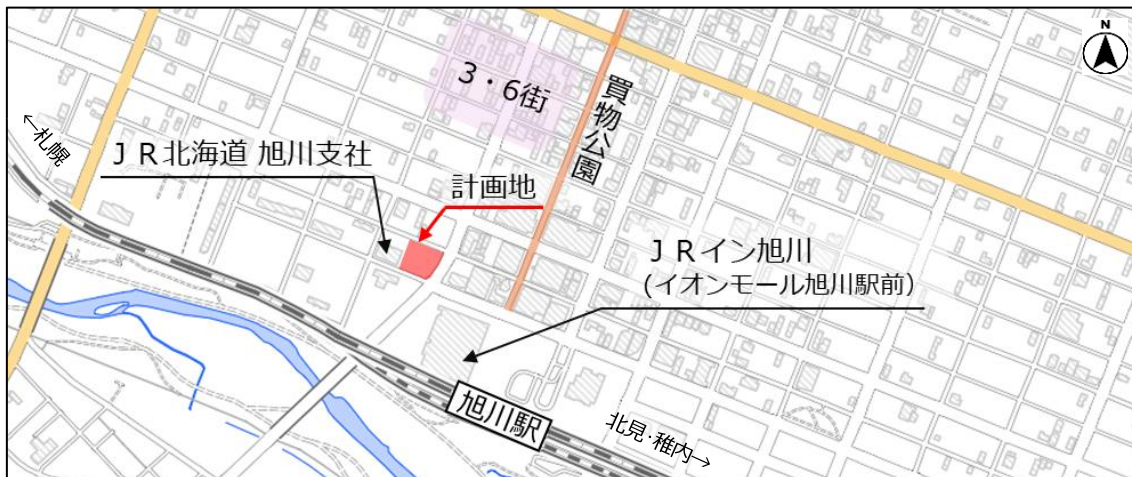 N
3・6街
買物公園
←札幌
ＪＲ北海道 旭川支社
計画地
ＪＲイン旭川
(イオンモール旭川駅前)
旭川駅
北見・稚内→